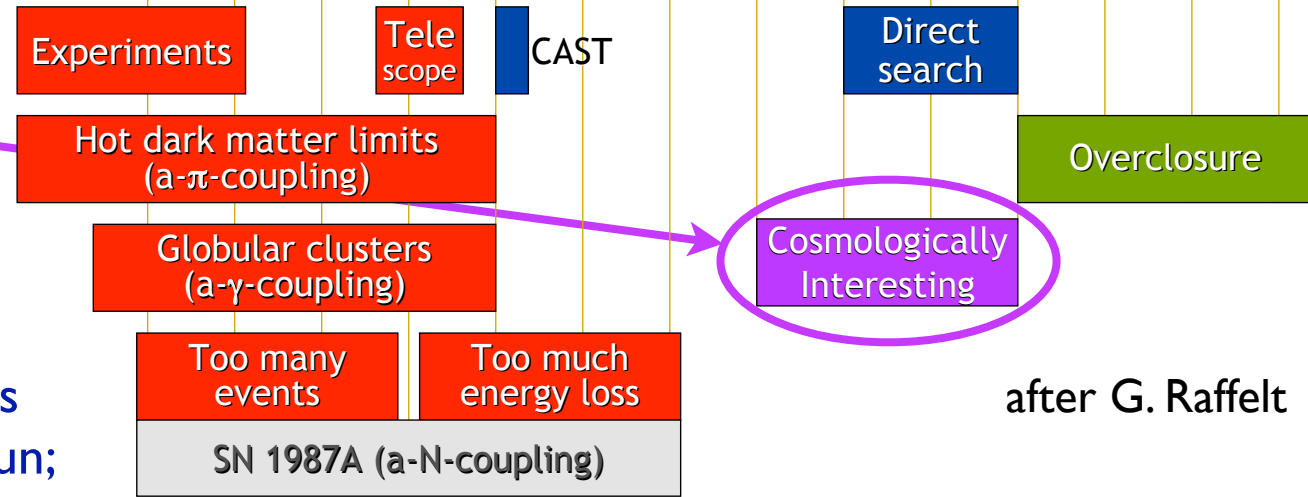 Experiments
Tele
scope
CAST
Direct
search
Hot dark matter limits
(a-π-coupling)
Overclosure
Globular clusters
(a-γ-coupling)
Cosmologically
Interesting
Too many
events
Too much
energy loss
s
after G. Raffelt
un;
SN 1987A (a-N-coupling)